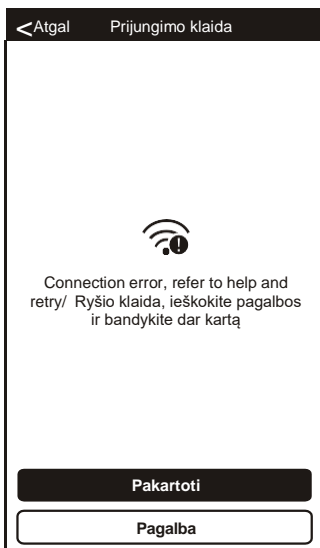 <Atgal Prijungimo klaida
Connection error, refer to help and
retry/ Ryšio klaida, ieškokite pagalbos
ir bandykite dar kartą
Pakartoti
Pagalba